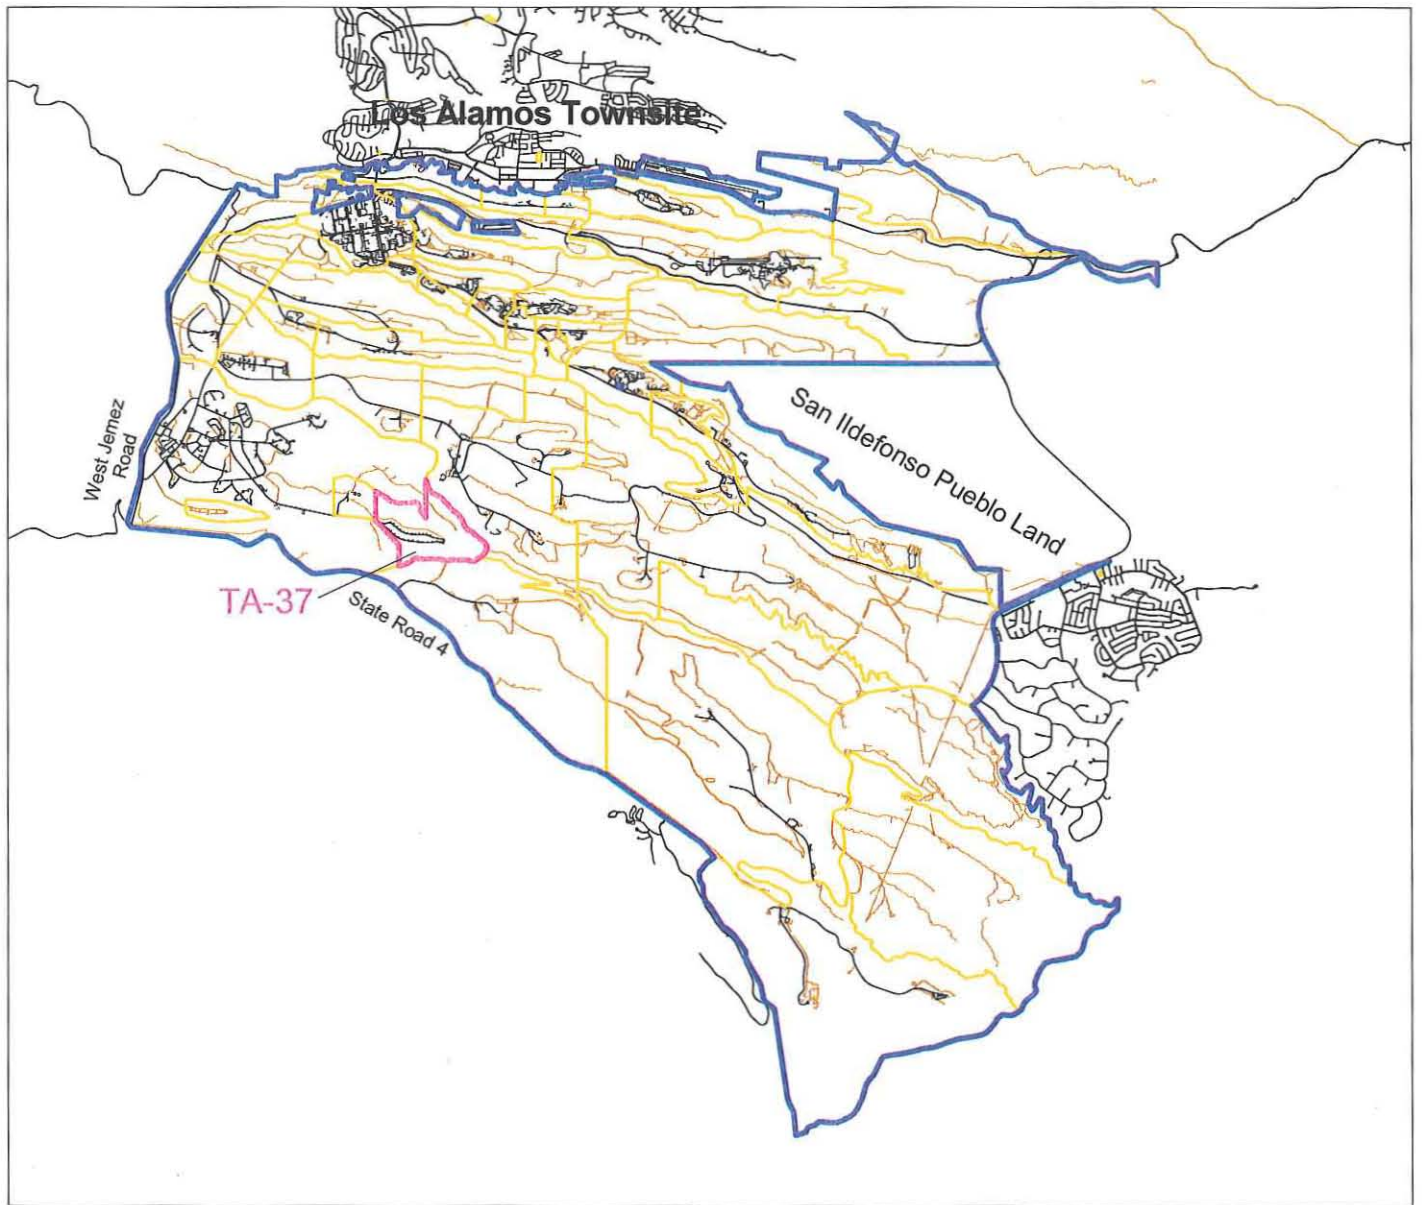 Los Alamos Townsite
San Ildefonso Pueblo Land
West Jemez
Road
TA-37
State Road 4